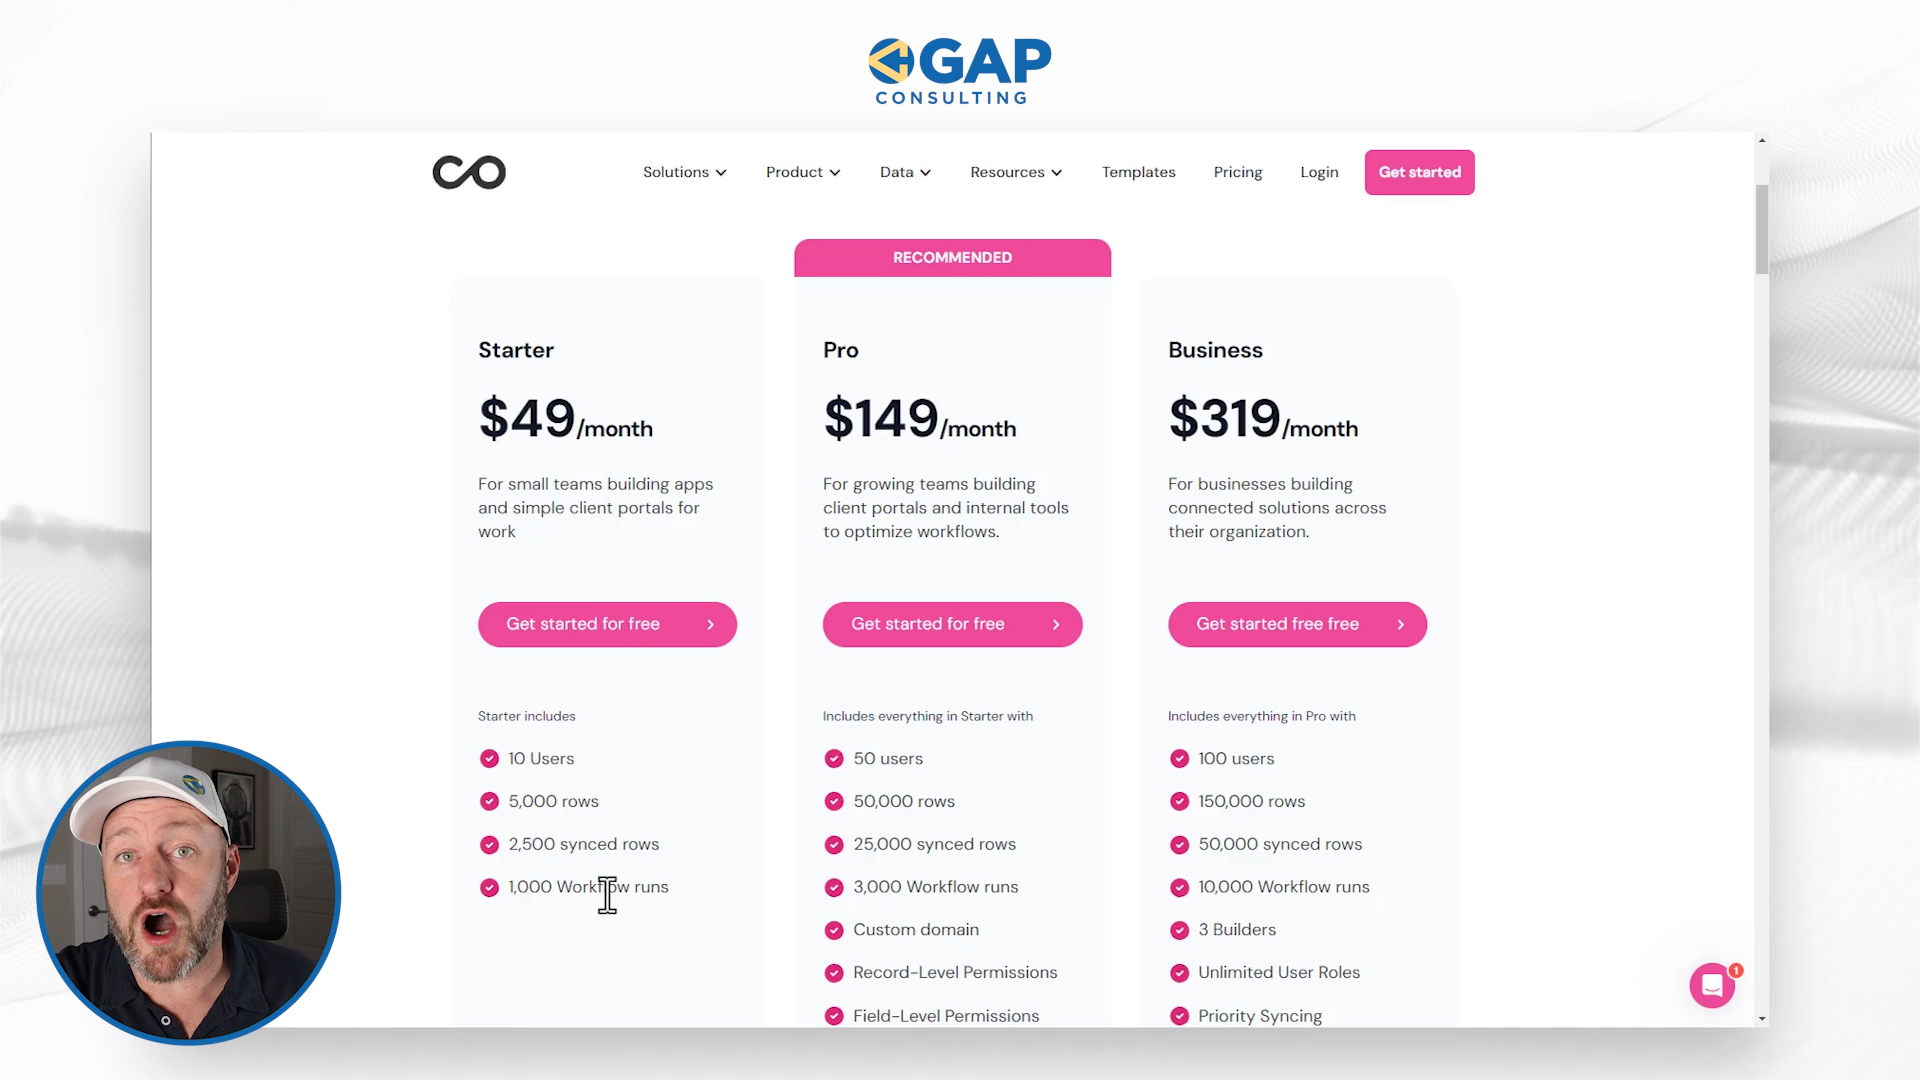 GAP
CONSULTING
Solutions
Product
Data
Resources
Templates
Pricing
Login
Get started
RECOMMENDED
Starter
$49/month
For small teams building apps
and simple client portals for
work
Get started for free
Starter includes
10 Users
5,000 rows
2,500 synced rows
1,000 Workflow runs
Pro
$149/month
For growing teams building
client portals and internal tools
to optimize workflows.
Get started for free
Includes everything in Starter with
50 users
50,000 rows
25,000 synced rows
3,000 Workflow runs
Custom domain
Record-Level Permissions
Field-Level Permissions
Business
$319/month
For businesses building
connected solutions across
their organization.
Get started free free
Includes everything in Pro with
100 users
150,000 rows
50,000 synced rows
10,000 Workflow runs
3 Builders
Unlimited User Roles
Priority Syncing
1